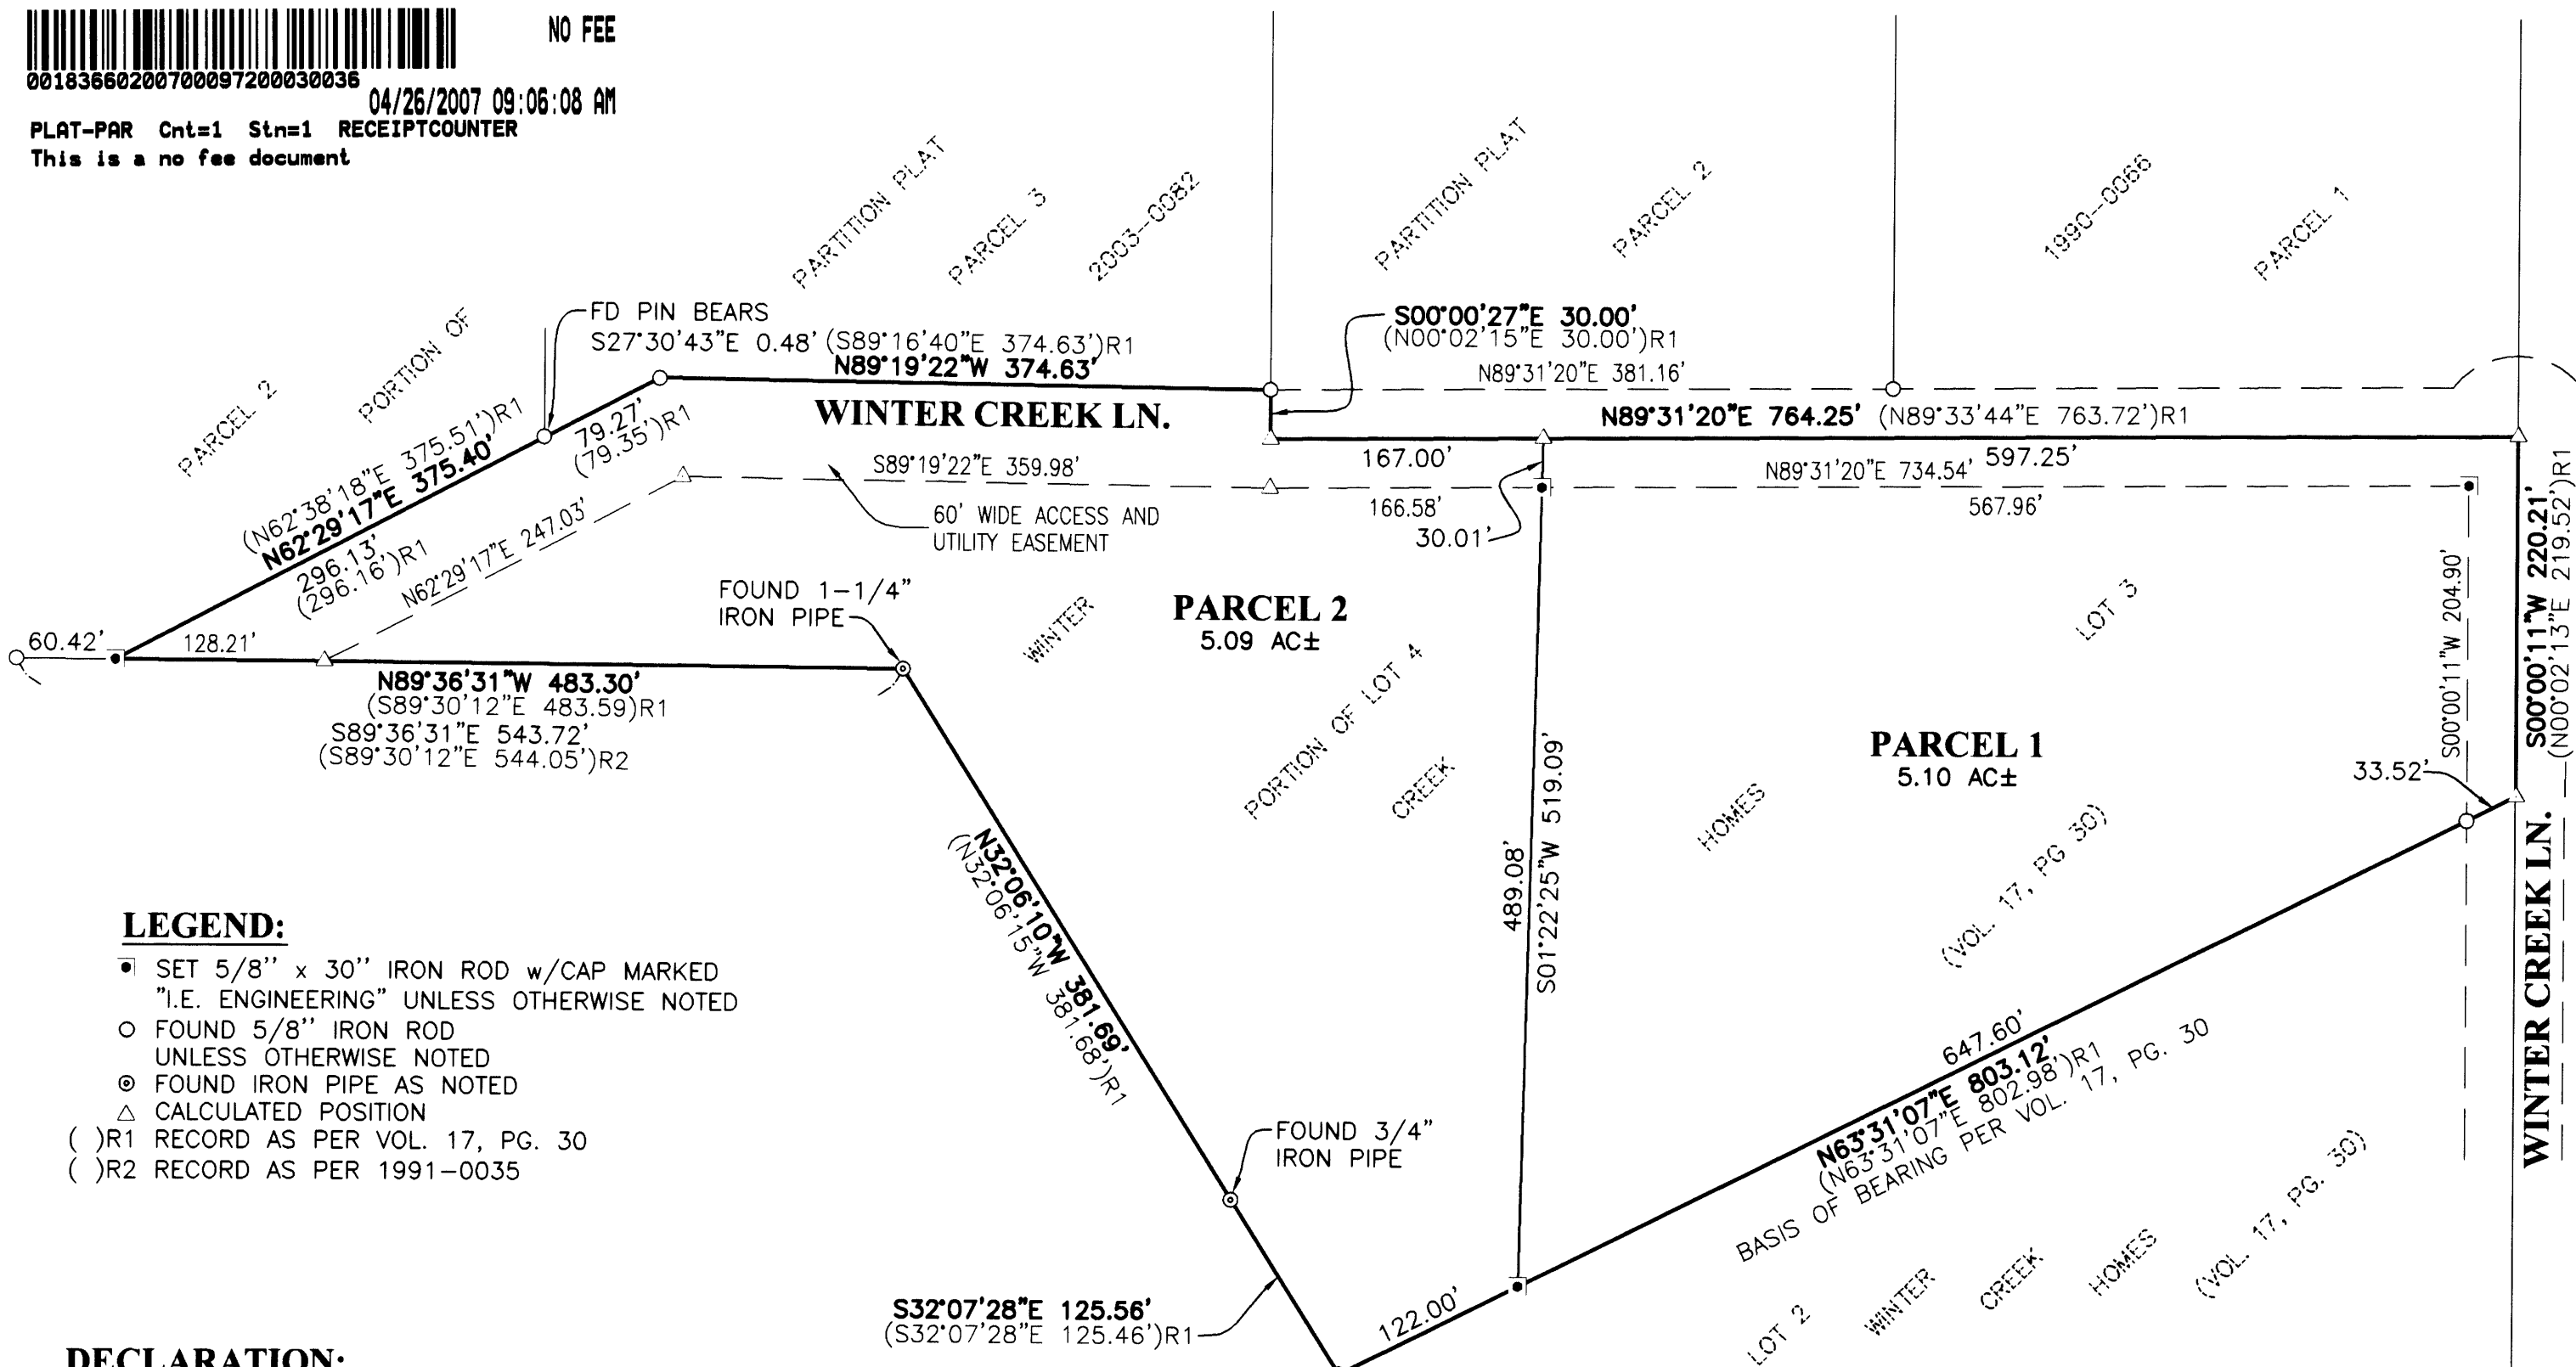 NO FEE
00183660200700097200030036
04/26/2007 09:06:08 AM
PLAT-PAR Cnt=1 Stn=1 RECEIPTCOUNTER
This is a no fee document
PARTITION PLAT
PARCEL 3
2003-0082
PARTITION PLAT
PARCEL 2
1990-0066
PARCEL 1
PARCEL 2
PORTION OF
FD PIN BEARS
S27°30'43"E 0.48'
(S89°16'40"E 374.63')R1
N89°19'22"W 374.63'
S00°00'27"E 30.00'
(N00°02'15"E 30.00')R1
N89°31'20"E 381.16'
WINTER CREEK LN.
N89°31'20"E 764.25' (N89°33'44"E 763.72')R1
(N62°38'18"E 375.51')R1
N62°29'17"E 375.40'
296.13'
(296.16')R1
79.27'
(79.35')R1
N62°29'17"E 247.03'
S89°19'22"E 359.98'
60' WIDE ACCESS AND
UTILITY EASEMENT
167.00'
597.25'
N89°31'20"E 734.54'
166.58'
567.96'
30.01'
S00°00'11"W 204.90'
S00°00'11"W 220.21'
(N00°02'13"E 219.52')R1
FOUND 1-1/4"
IRON PIPE
WINTER
PARCEL 2
5.09 AC±
LOT 3
60.42'
128.21'
N89°36'31"W 483.30'
(S89°30'12"E 483.59)R1
S89°36'31"E 543.72'
(S89°30'12"E 544.05')R2
PORTION OF LOT 4
CREEK
HOMES
PARCEL 1
5.10 AC±
33.52'
(VOL. 17, PG 30)
489.08'
S01°22'25"W 519.09'
N32°06'10"W 381.69'
(N32°06'15"W 381.68')R1
WINTER CREEK LN.
LEGEND:
SET 5/8'' x 30'' IRON ROD w/CAP MARKED
"I.E. ENGINEERING" UNLESS OTHERWISE NOTED
FOUND 5/8'' IRON ROD
UNLESS OTHERWISE NOTED
FOUND IRON PIPE AS NOTED
CALCULATED POSITION
( )R1 RECORD AS PER VOL. 17, PG. 30
( )R2 RECORD AS PER 1991-0035
FOUND 3/4"
IRON PIPE
647.60'
N63°31'07"E 803.12'
(N63°31'07"E 802.98')R1
BASIS OF BEARING PER VOL. 17, PG. 30
S32°07'28"E 125.56'
(S32°07'28"E 125.46')R1
122.00'
LOT 2
WINTER
CREEK
HOMES
(VOL. 17, PG. 30)
DECLARATION: